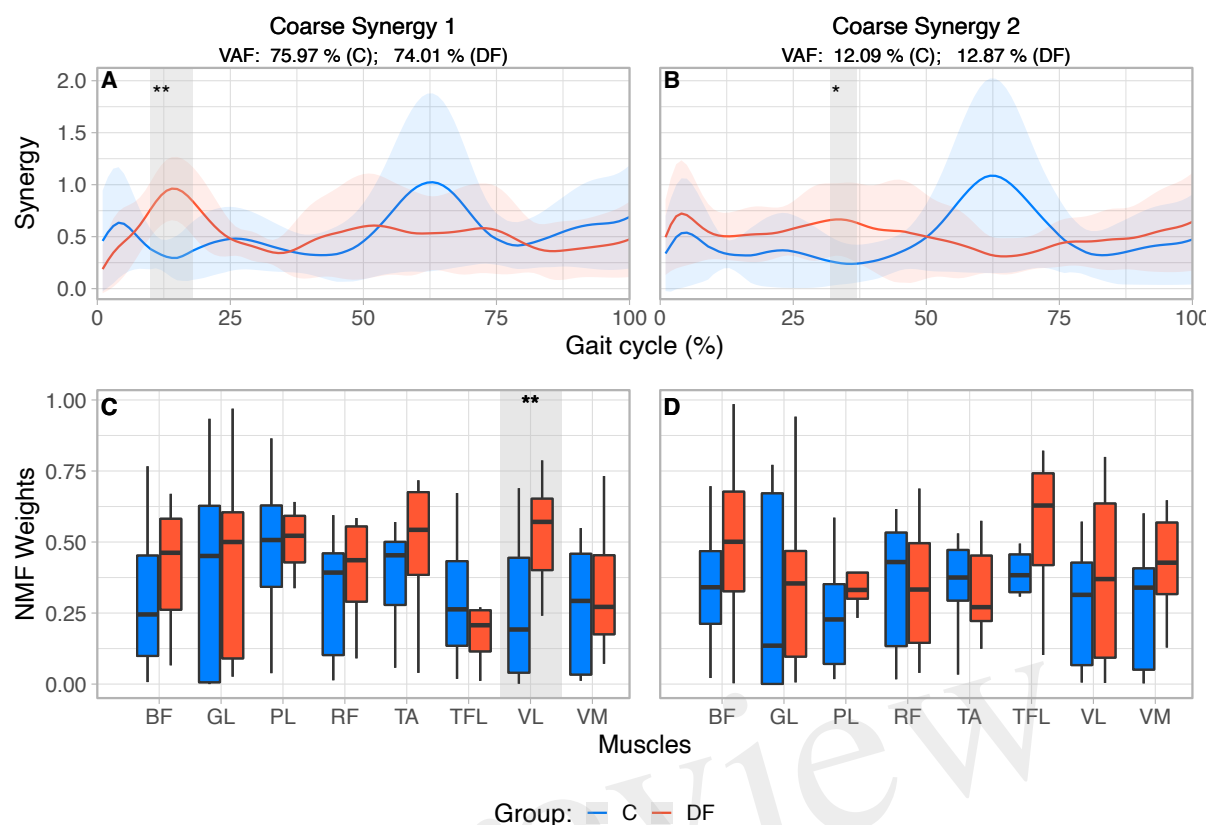 Coarse Synergy 1
VAF: 75.97 % (C); 74.01 % (DF)
Coarse Synergy 2
VAF: 12.09 % (C); 12.87 % (DF)
A
**
B
*
Synergy
2.0
1.5
1.0
0.5
0.0
0 25 50 75 100
0 25 50 75 100
Gait cycle (%)
C
**
D
NMF Weights
1.00
0.75
0.50
0.25
0.00
BF GL PL RF TA TFL VL VM
BF GL PL RF TA TFL VL VM
Muscles
Group: C DF